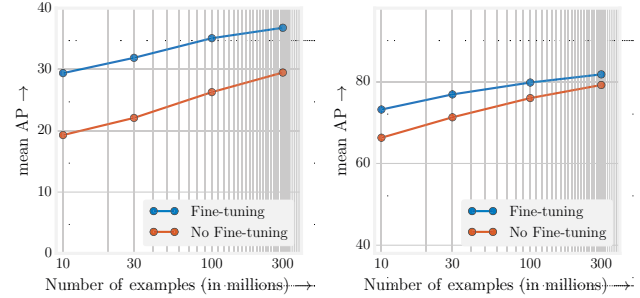 40
30
20
10
0
mean AP →
Fine-tuning
No Fine-tuning
10 30 100 300
Number of examples (in millions) →
80
60
40
mean AP →
Fine-tuning
No Fine-tuning
10 30 100 300
Number of examples (in millions) →